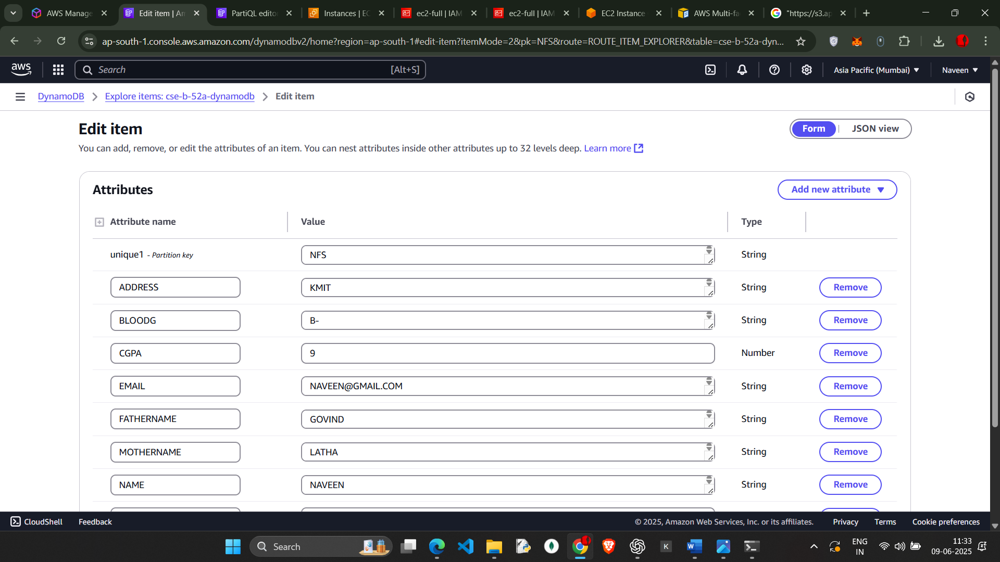 AWS Manage
Edit item | An
PartiQL edito
Instances | EC
ec2-full | IAM
ec2-full | IAM
EC2 Instance
AWS Multi-fa
"https://s3.ap
ap-south-1.console.aws.amazon.com/dynamodbv2/home?region=ap-south-1#edit-item?itemMode=2&pk=NFS&route=ROUTE_ITEM_EXPLORER&table=cse-b-52a-dyn...
aws
Search
[Alt+S]
Asia Pacific (Mumbai)
Naveen
DynamoDB
Explore items: cse-b-52a-dynamodb
Edit item
Edit item
Form
JSON view
You can add, remove, or edit the attributes of an item. You can nest attributes inside other attributes up to 32 levels deep. Learn more
Attributes
Add new attribute
Attribute name Value Type
unique1 - Partition key NFS String
ADDRESS KMIT String Remove
BLOODG B- String Remove
CGPA 9 Number Remove
EMAIL NAVEEN@GMAIL.COM String Remove
FATHERNAME GOVIND String Remove
MOTHERNAME LATHA String Remove
NAME NAVEEN String Remove
CloudShell
Feedback
© 2025, Amazon Web Services, Inc. or its affiliates.
Privacy
Terms
Cookie preferences
Search
K
W
ENG
IN
11:33
09-06-2025